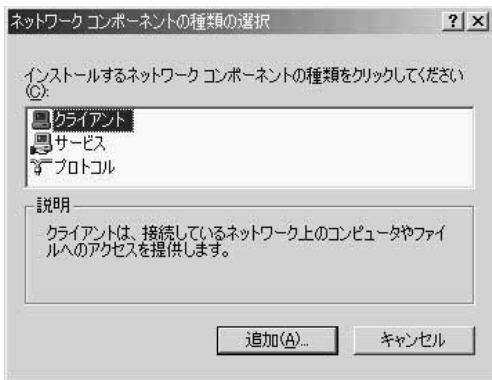 ネットワーク コンポーネントの種類の選択
インストールするネットワーク コンポーネントの種類をクリックしてください
(C):
クライアント
サービス
プロトコル
説明
クライアントは、接続しているネットワーク上のコンピュータやファイ
ルへのアクセスを提供します。
追加(A)...
キャンセル